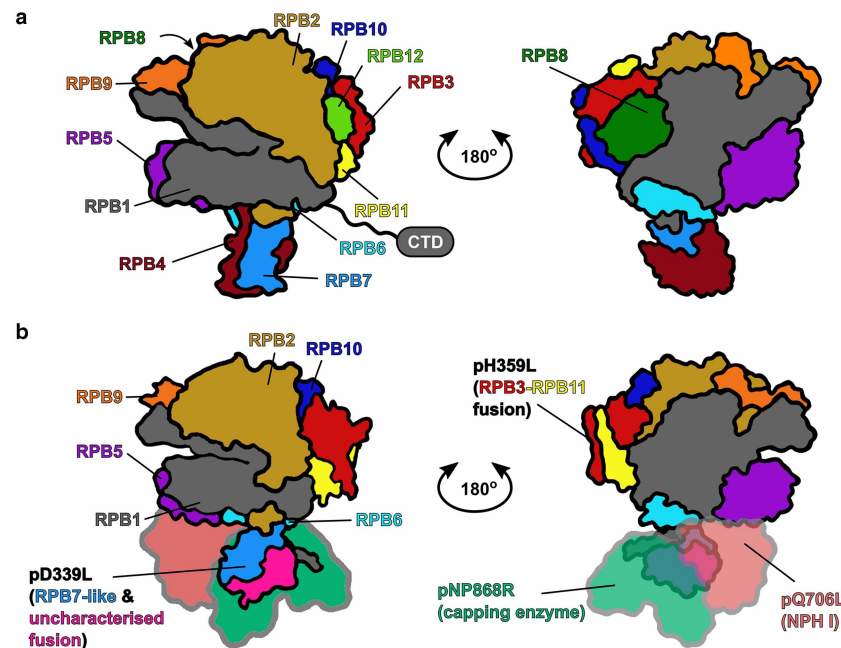 a
RPB2
RPB8
RPB10
RPB12
RPB9
RPB3
RPB5
RPB1
RPB11
RPB6
CTD
RPB4
RPB7
180°
RPB8
b
RPB2
RPB10
RPB9
RPB5
RPB1
RPB6
pD339L
(RPB7-like &
uncharacterised
fusion)
180°
pH359L
(RPB3-RPB11
fusion)
pNP868R
(capping enzyme)
pQ706L
(NPH I)